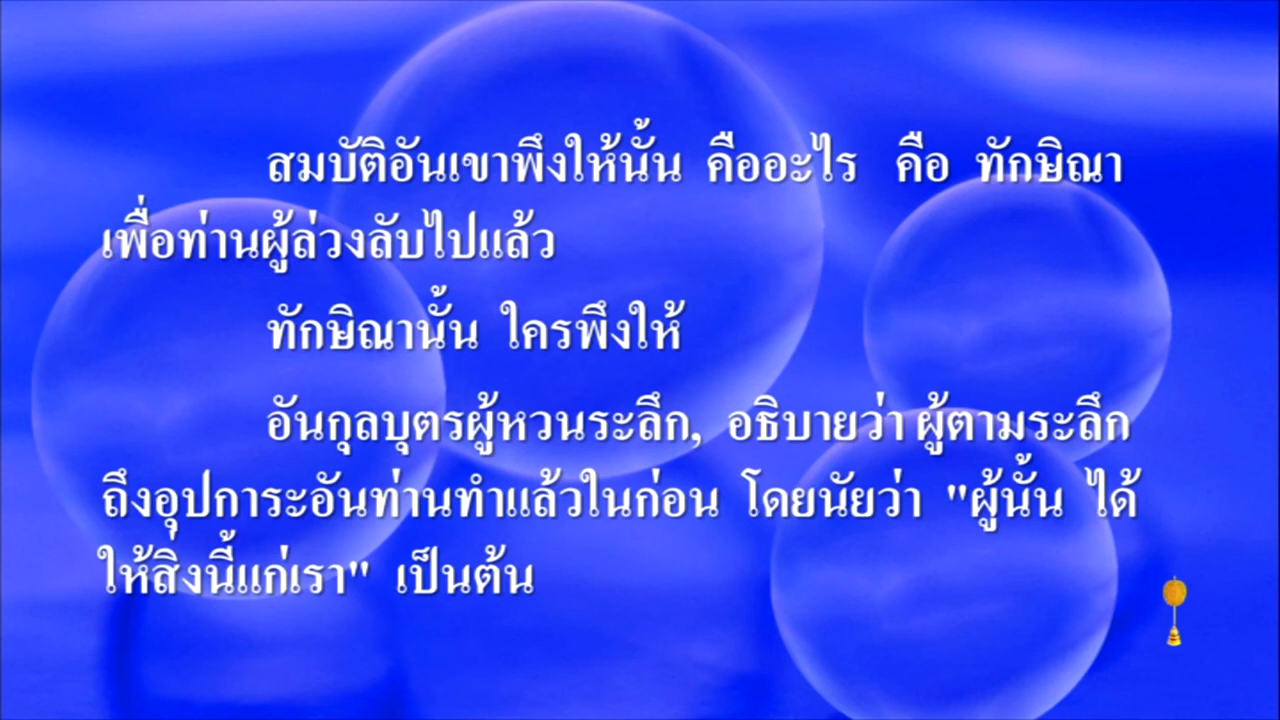 สมบัติอันเขาพึงให้นั้น คืออะไร คือ ทักษิณา
เพื่อท่านผู้ล่วงลับไปแล้ว
ทักษิณานั้น ใครพึงให้
อันกุลบุตรผู้หวนระลึก, อธิบายว่า ผู้ตามระลึก
ถึงอุปการะอันท่านทำแล้วในก่อน โดยนัยว่า "ผู้นั้น ได้
ให้สิ่งนี้แก่เรา" เป็นต้น